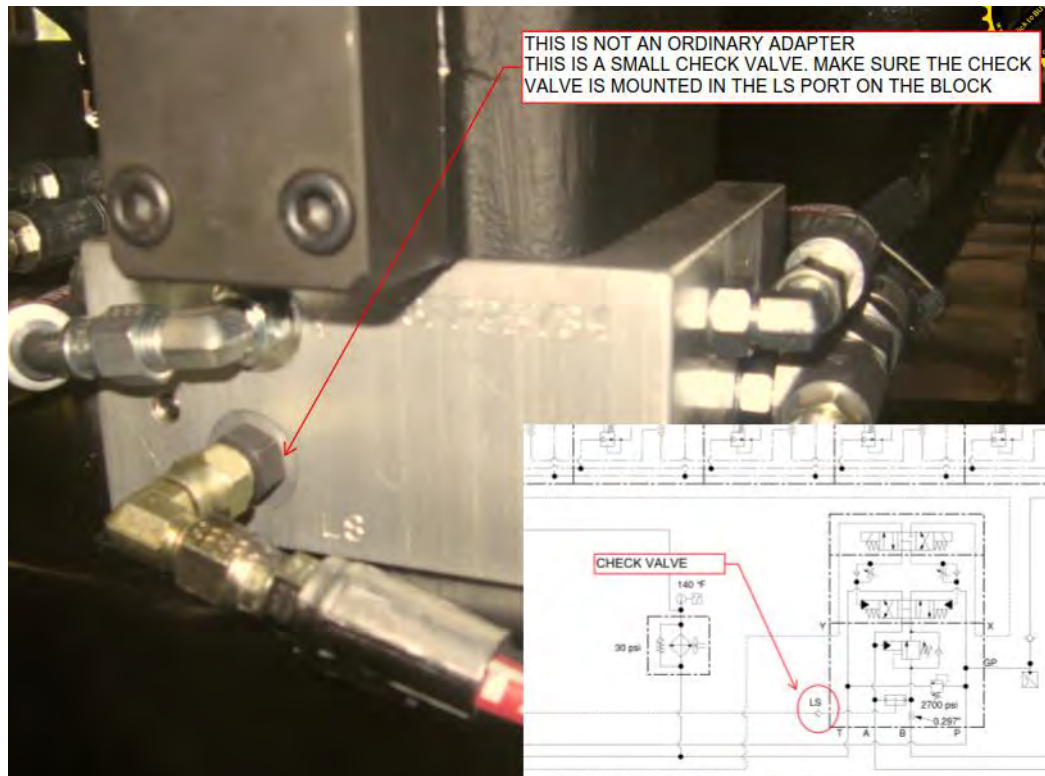 THIS IS NOT AN ORDINARY ADAPTER
THIS IS A SMALL CHECK VALVE. MAKE SURE THE CHECK
VALVE IS MOUNTED IN THE LS PORT ON THE BLOCK
LS
CHECK VALVE
140 °F
30 psi
Y
X
GP
LS
2700 psi
0.297"
T A B P